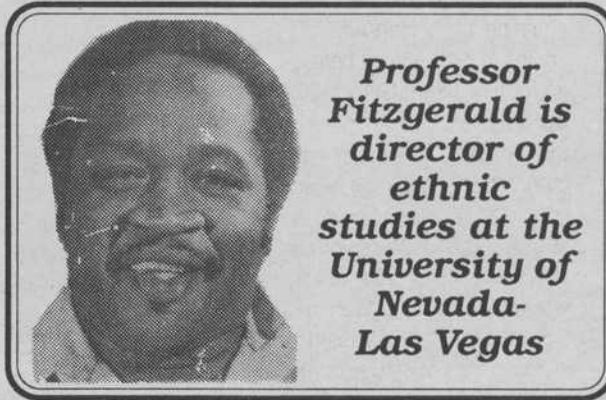 Professor
Fitzgerald is
director of
ethnic
studies at the
University of
Nevada-
Las Vegas